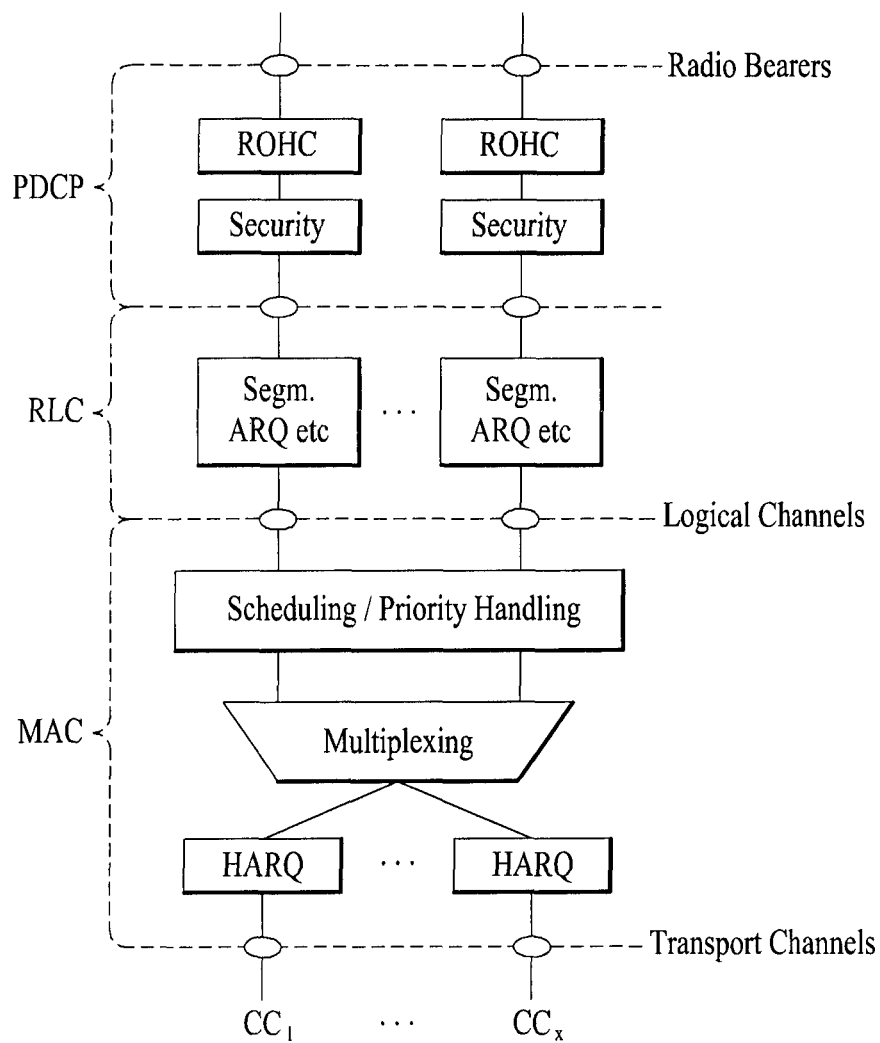 Radio Bearers
ROHC ROHC
PDCP
Security Security
Segm. ARQ etc ... Segm. ARQ etc
RLC
Logical Channels
Scheduling / Priority Handling
MAC
Multiplexing
HARQ ... HARQ
Transport Channels
CC1 ... CCx